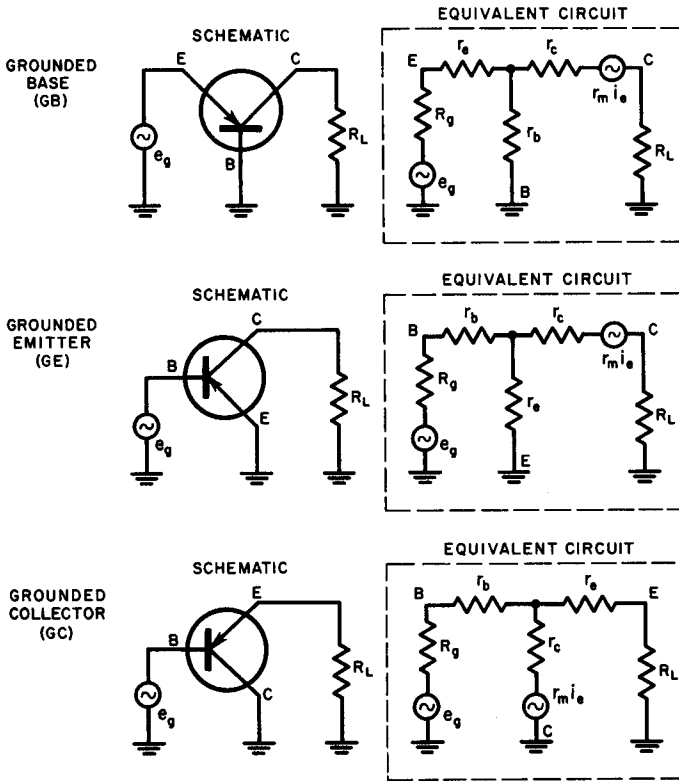 EQUIVALENT CIRCUIT
SCHEMATIC
GROUNDED
BASE
(GB)
E
C
B
e_g
R_L
E
r_e
r_c
C
r_m i_e
R_g
r_b
e_g
B
R_L
EQUIVALENT CIRCUIT
SCHEMATIC
GROUNDED
EMITTER
(GE)
C
B
E
e_g
R_L
B
r_b
r_c
C
r_m i_e
R_g
r_e
e_g
E
R_L
EQUIVALENT CIRCUIT
SCHEMATIC
GROUNDED
COLLECTOR
(GC)
E
B
C
e_g
R_L
B
r_b
r_e
E
R_g
r_c
R_L
e_g
r_m i_e
C